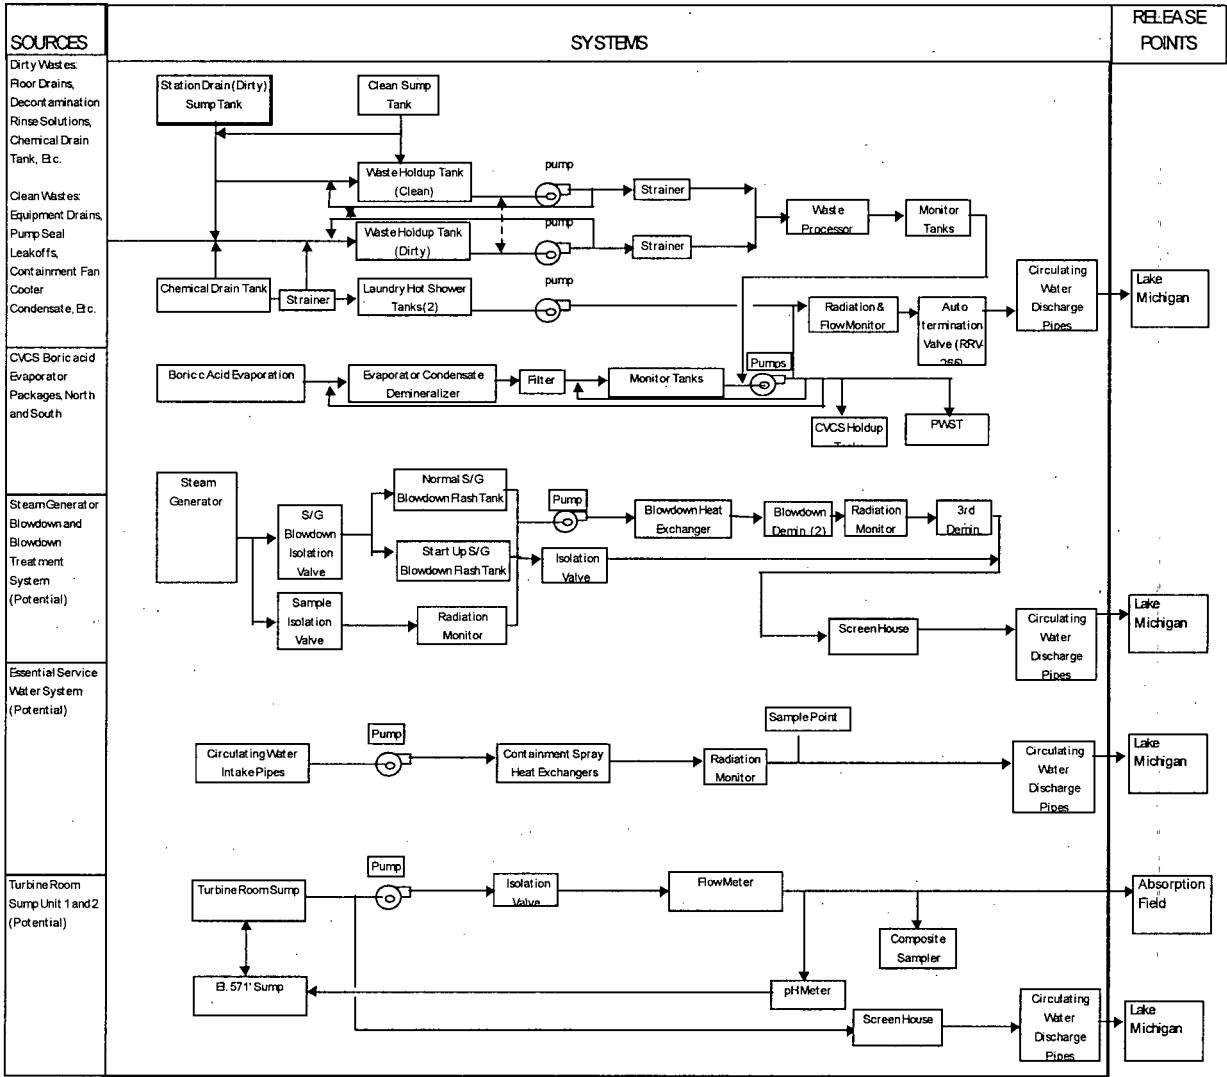 SOURCES
SYSTEMS
RELEASE
POINTS
Dirty Wastes:
Floor Drains,
Decontamination
Rinse Solutions,
Chemical Drain
Tank, Etc.
Clean Wastes:
Equipment Drains,
Pump Seal
Leakoffs,
Containment Fan
Cooler
Condensate, Etc.
Station Drain (Dirty)
Sump Tank
Clean Sump
Tank
Waste Holdup Tank
(Clean)
pump
Strainer
Waste Holdup Tank
(Dirty)
pump
Strainer
Waste
Processor
Monitor
Tanks
Chemical Drain Tank
Strainer
Laundry Hot Shower
Tanks (2)
pump
Radiation &
Flow Monitor
Auto
termination
Valve (RRV-
285)
Circulating
Water
Discharge
Pipes
Lake
Michigan
CVCS Boric acid
Evaporator
Packages, North
and South
Boric c Acid Evaporation
Evaporator Condensate
Demineralizer
Filter
Monitor Tanks
Pumps
CVCS Holdup
Tanks
PWST
Steam Generator
Blowdown and
Blowdown
Treatment
System
(Potential)
Steam
Generator
S/G
Blowdown
Isolation
Valve
Normal S/G
Blowdown Flash Tank
Start Up S/G
Blowdown Flash Tank
Pump
Blowdown Heat
Exchanger
Blowdown
Demin. (2)
Radiation
Monitor
3rd
Demin.
Isolation
Valve
Sample
Isolation
Valve
Radiation
Monitor
Screen House
Circulating
Water
Discharge
Pipes
Lake
Michigan
Essential Service
Water System
(Potential)
Circulating Water
Intake Pipes
Pump
Containment Spray
Heat Exchangers
Radiation
Monitor
Sample Point
Circulating
Water
Discharge
Pipes
Lake
Michigan
Turbine Room
Sump Unit 1 and 2
(Potential)
Turbine Room Sump
Pump
Isolation
Valve
Flow Meter
Absorption
Field
Composite
Sampler
El. 571' Sump
pH Meter
Screen House
Circulating
Water
Discharge
Pipes
Lake
Michigan